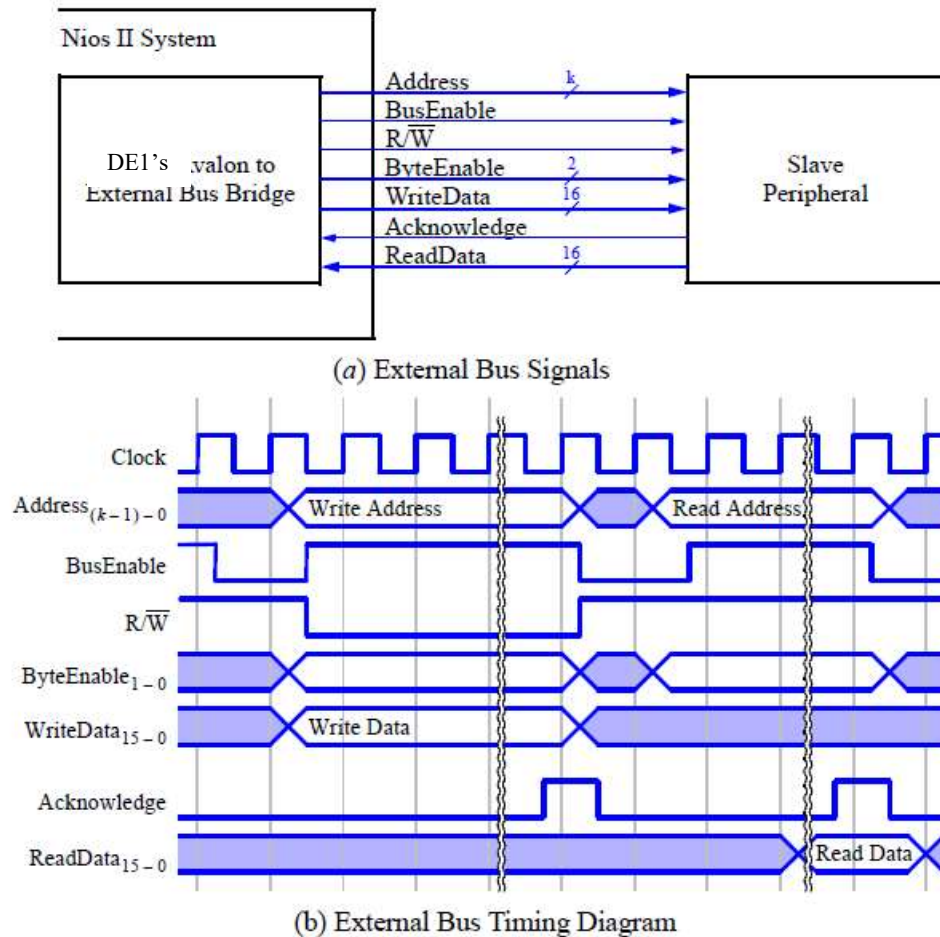 Nios II System
DE1's valon to
External Bus Bridge
Address k
BusEnable
R/W̅
ByteEnable 2
WriteData 16
Acknowledge
ReadData 16
Slave
Peripheral
(a) External Bus Signals
Clock
Address(k−1)−0 Write Address Read Address
BusEnable
R/W̅
ByteEnable1−0
WriteData15−0 Write Data
Acknowledge
ReadData15−0 Read Data
(b) External Bus Timing Diagram